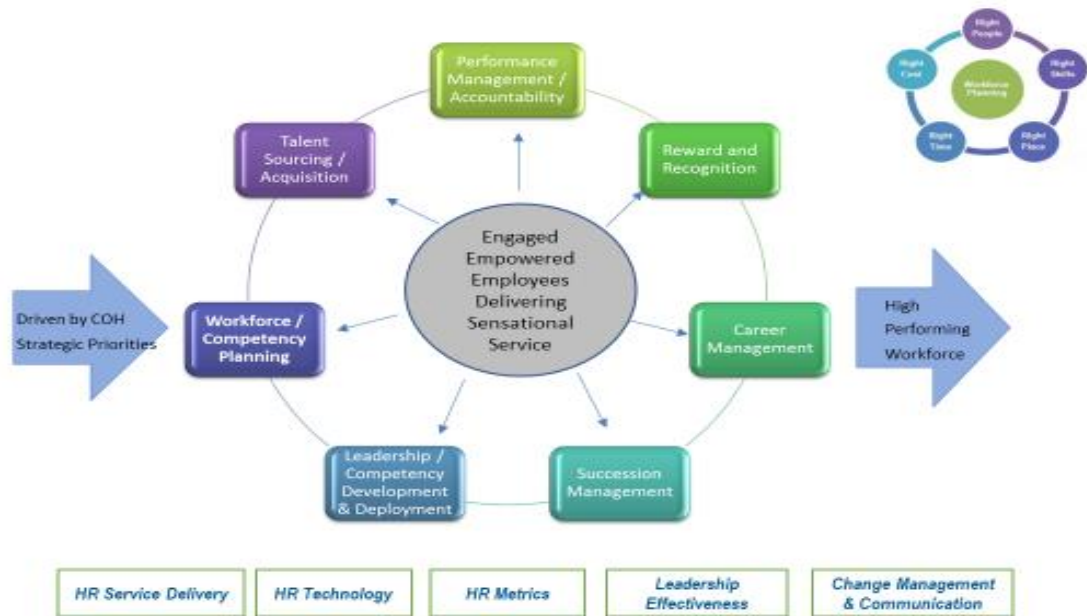 Performance
Management /
Accountability
Right
People
Right
Cost
Right
Skills
Workforce
Planning
Right
Time
Right
Place
Talent
Sourcing /
Acquisition
Reward and
Recognition
Engaged
Empowered
Employees
Delivering
Sensational
Service
Driven by COH
Strategic Priorities
Workforce /
Competency
Planning
Career
Management
High
Performing
Workforce
Leadership /
Competency
Development
& Deployment
Succession
Management
HR Service Delivery
HR Technology
HR Metrics
Leadership
Effectiveness
Change Management
& Communication